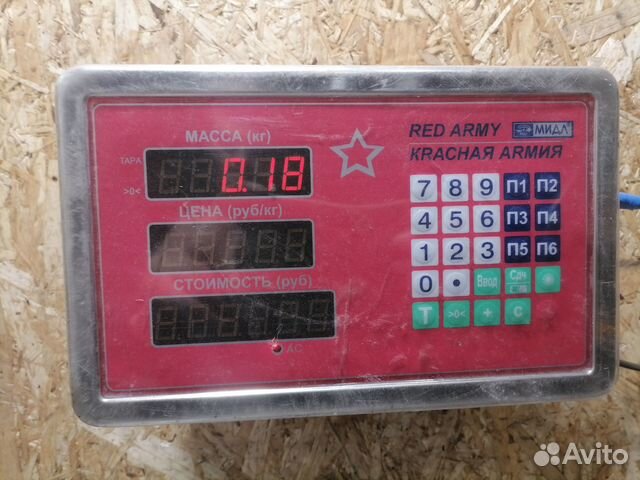 МАССА (кг)
ТАРА
>0<
0.18
ЦЕНА (руб/кг)
СТОИМОСТЬ (руб)
АС
RED ARMY МИДЛ
КРАСНАЯ АРМИЯ
7 8 9 П1 П2
4 5 6 П3 П4
1 2 3 П5 П6
0 • Ввод Сдч
T >0< + C
Avito